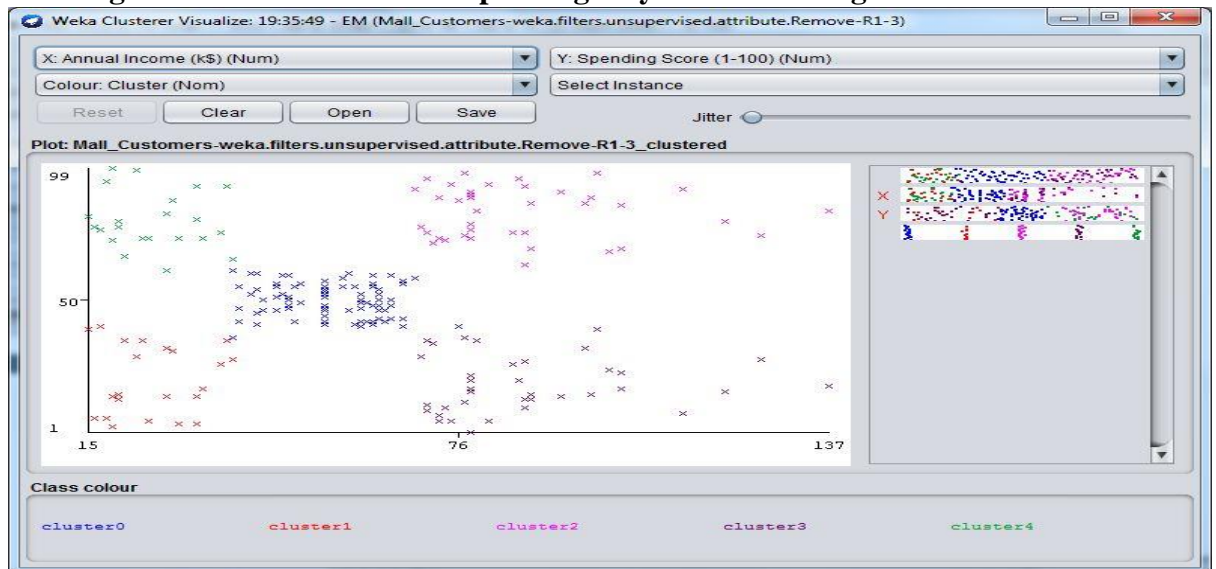 Weka Clusterer Visualize: 19:35:49 - EM (Mall_Customers-weka.filters.unsupervised.attribute.Remove-R1-3)
X: Annual Income (k$) (Num) Y: Spending Score (1-100) (Num)
Colour: Cluster (Nom) Select Instance
Reset Clear Open Save Jitter
Plot: Mall_Customers-weka.filters.unsupervised.attribute.Remove-R1-3_clustered
99
X
Y
50
1
15 76 137
Class colour
cluster0 cluster1 cluster2 cluster3 cluster4